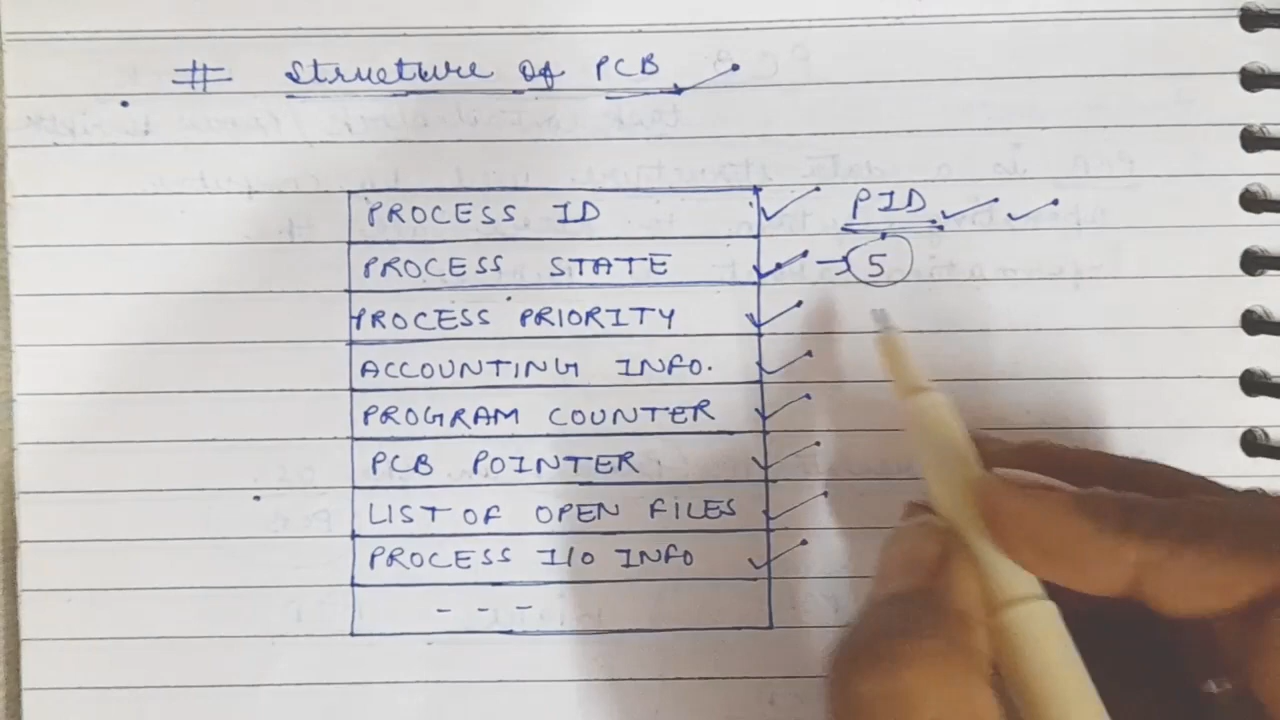 # Structure Of PCB
PROCESS ID PID
PROCESS STATE → 5
PROCESS PRIORITY
ACCOUNTING INFO.
PROGRAM COUNTER
PCB POINTER
LIST OF OPEN FILES
PROCESS I/O INFO
- - -